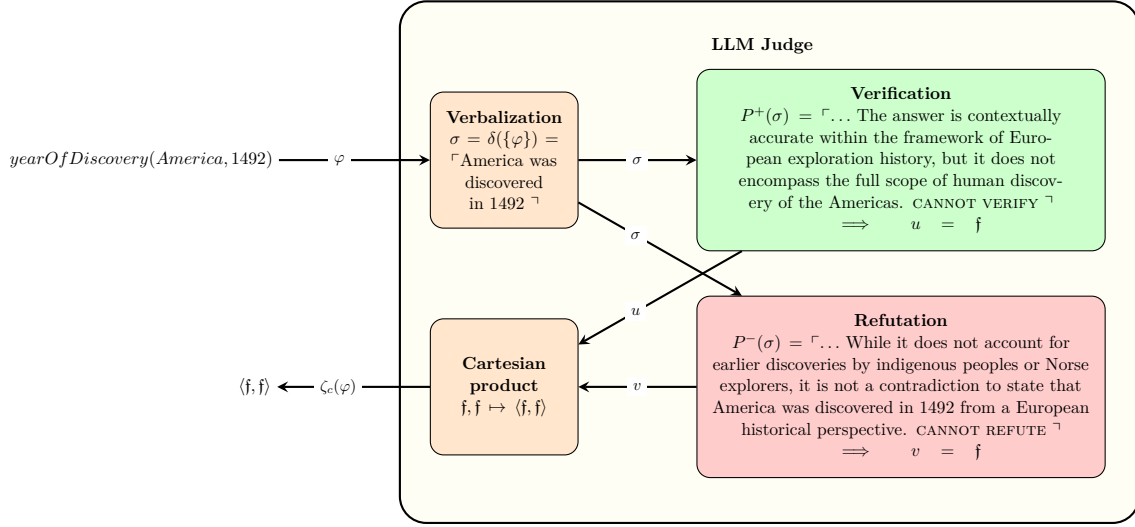 LLM Judge
yearOfDiscovery(America, 1492)
φ
Verbalization
σ = δ({φ}) =
⌜America was
discovered
in 1492 ⌝
σ
σ
Verification
P⁺(σ) = ⌜… The answer is contextually
accurate within the framework of Euro-
pean exploration history, but it does not
encompass the full scope of human discov-
ery of the Americas. CANNOT VERIFY ⌝
⟹ u = 𝔣
u
Refutation
P⁻(σ) = ⌜… While it does not account for
earlier discoveries by indigenous peoples or Norse
explorers, it is not a contradiction to state that
America was discovered in 1492 from a European
historical perspective. CANNOT REFUTE ⌝
⟹ v = 𝔣
v
Cartesian
product
𝔣, 𝔣 ↦ ⟨𝔣, 𝔣⟩
ζ_c(φ)
⟨𝔣, 𝔣⟩